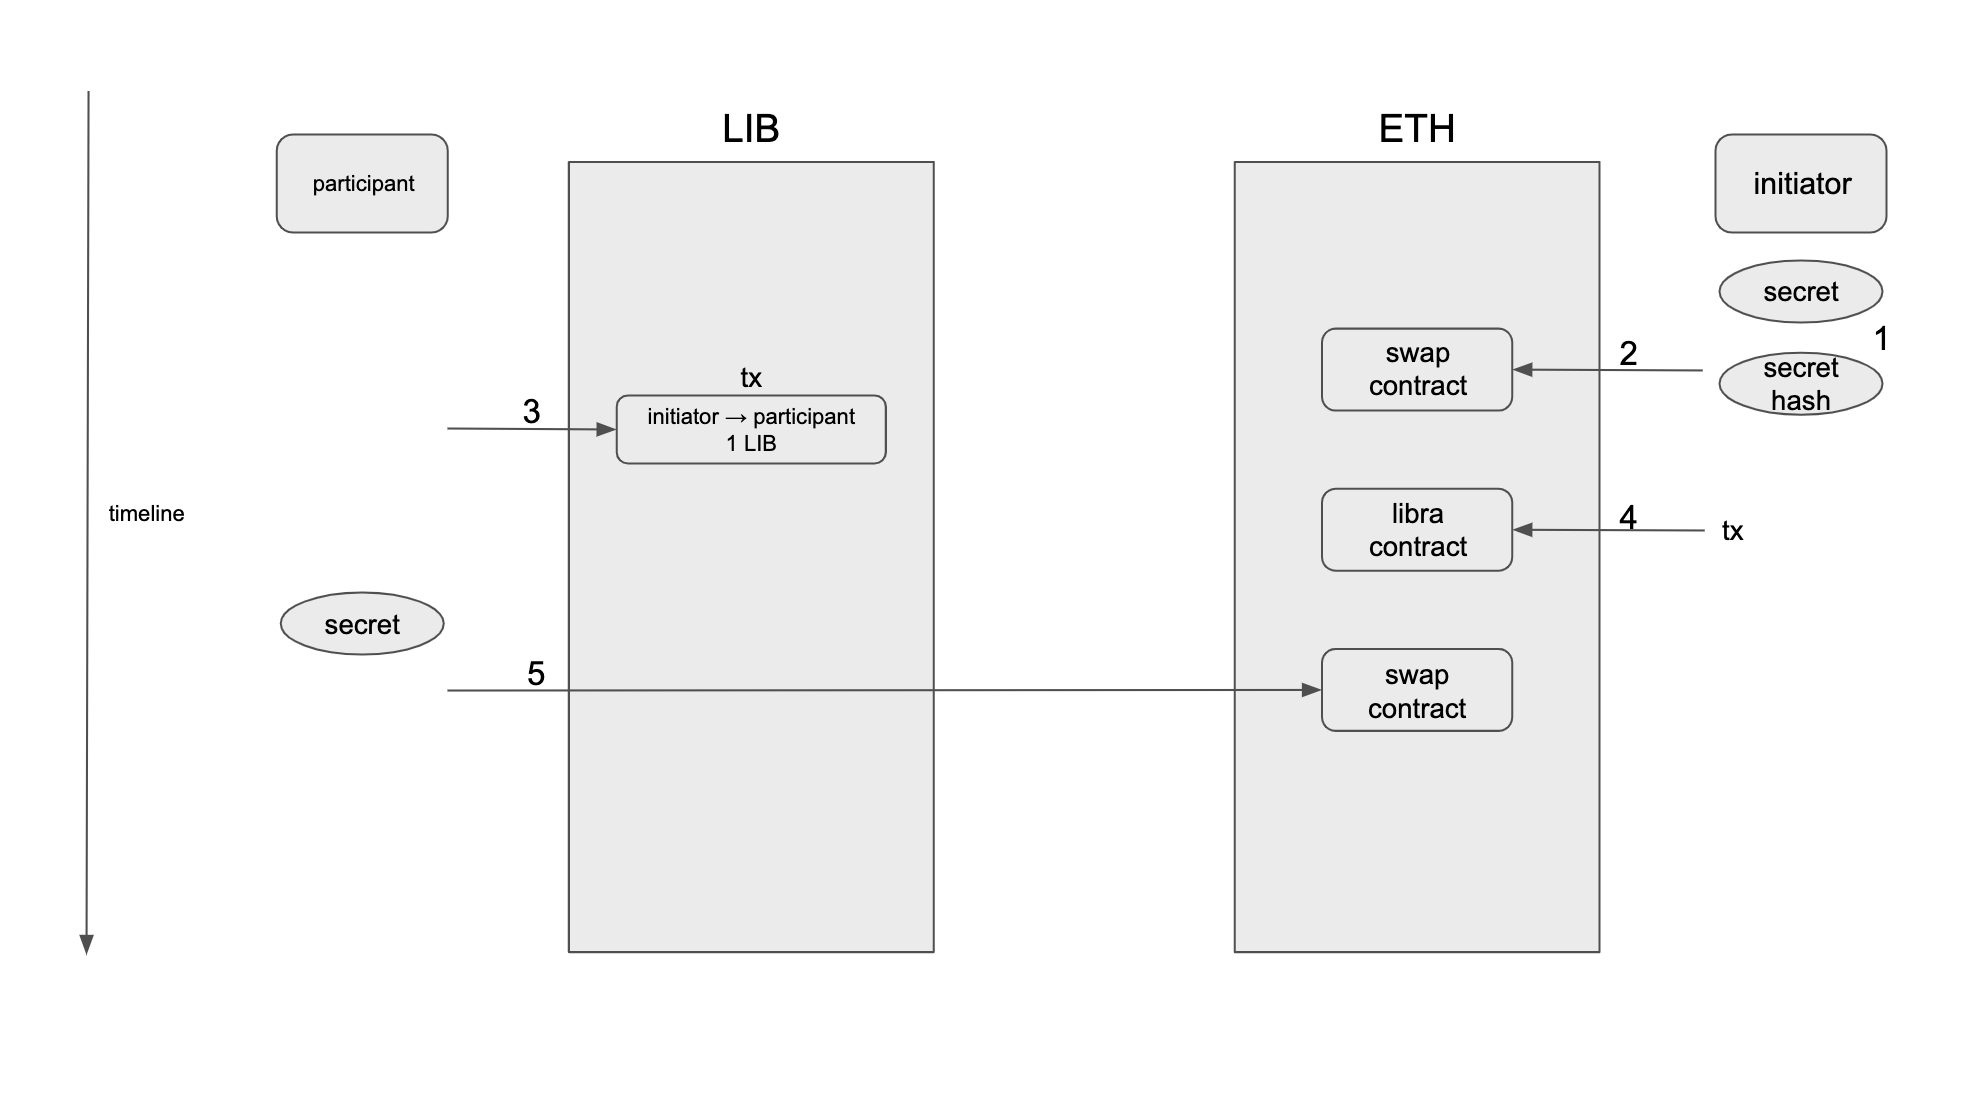 LIB
ETH
participant
initiator
secret
1
swap
contract
2
secret
hash
tx
3
initiator → participant
1 LIB
timeline
libra
contract
4
tx
secret
5
swap
contract